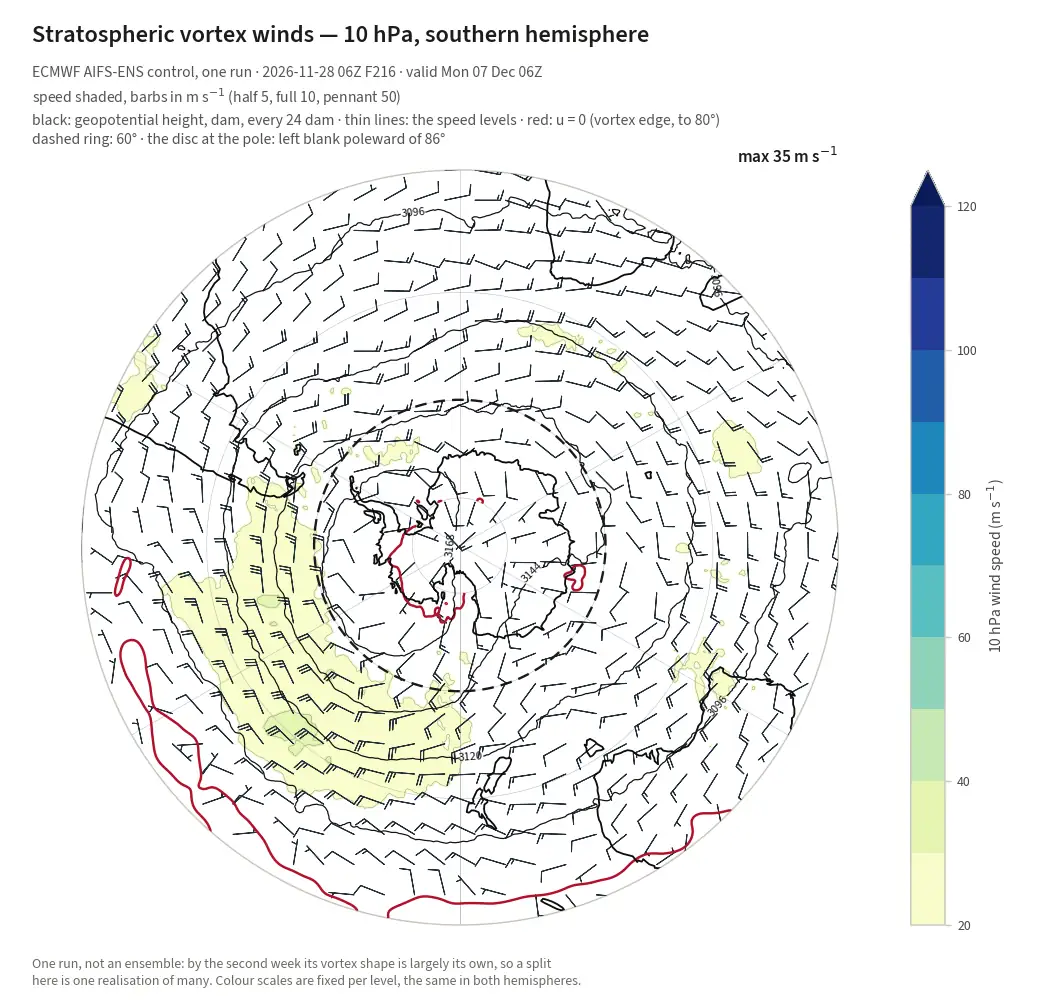 Stratospheric vortex winds — 10 hPa, southern hemisphere
ECMWF AIFS-ENS control, one run · 2026-11-28 06Z F216 · valid Mon 07 Dec 06Z
speed shaded, barbs in m s⁻¹ (half 5, full 10, pennant 50)
black: geopotential height, dam, every 24 dam · thin lines: the speed levels · red: u = 0 (vortex edge, to 80°)
dashed ring: 60° · the disc at the pole: left blank poleward of 86°
max 35 m s⁻¹
3096
3096
3168
3144
3096
3120
120
100
80
60
40
20
10 hPa wind speed (m s⁻¹)
One run, not an ensemble: by the second week its vortex shape is largely its own, so a split
here is one realisation of many. Colour scales are fixed per level, the same in both hemispheres.